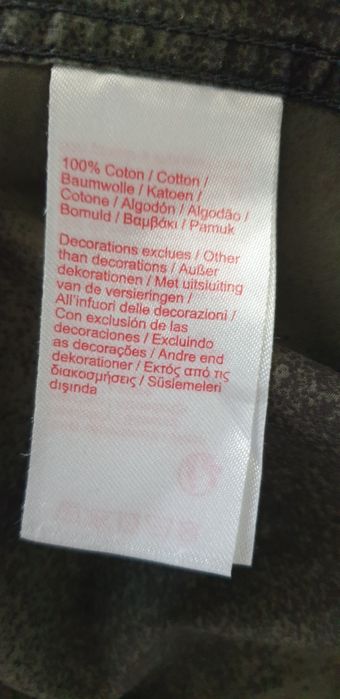 100% Coton / Cotton /
Baumwolle / Katoen /
Cotone / Algodón / Algodão /
Bomuld / Βαμβάκι / Pamuk
Decorations exclues / Other
than decorations / Außer
dekorationen / Met uitsluiting
van de versieringen /
All'infuori delle decorazioni /
Con exclusión de las
decoraciones / Excluindo
as decorações / Andre end
dekorationer / Εκτός από τις
διακοσμήσεις / Süslemeleri
dışında